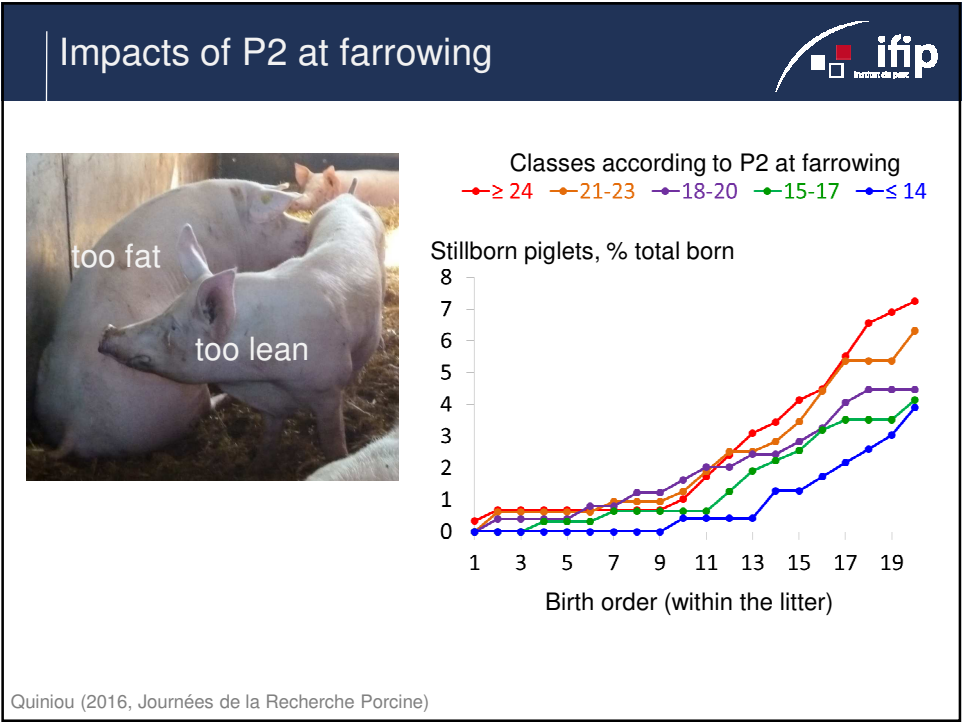 Impacts of P2 at farrowing
ifip
Institut du porc
too fat
too lean
Classes according to P2 at farrowing
≥ 24 21-23 18-20 15-17 ≤ 14
Stillborn piglets, % total born
8
7
6
5
4
3
2
1
0
1 3 5 7 9 11 13 15 17 19
Birth order (within the litter)
Quiniou (2016, Journées de la Recherche Porcine)